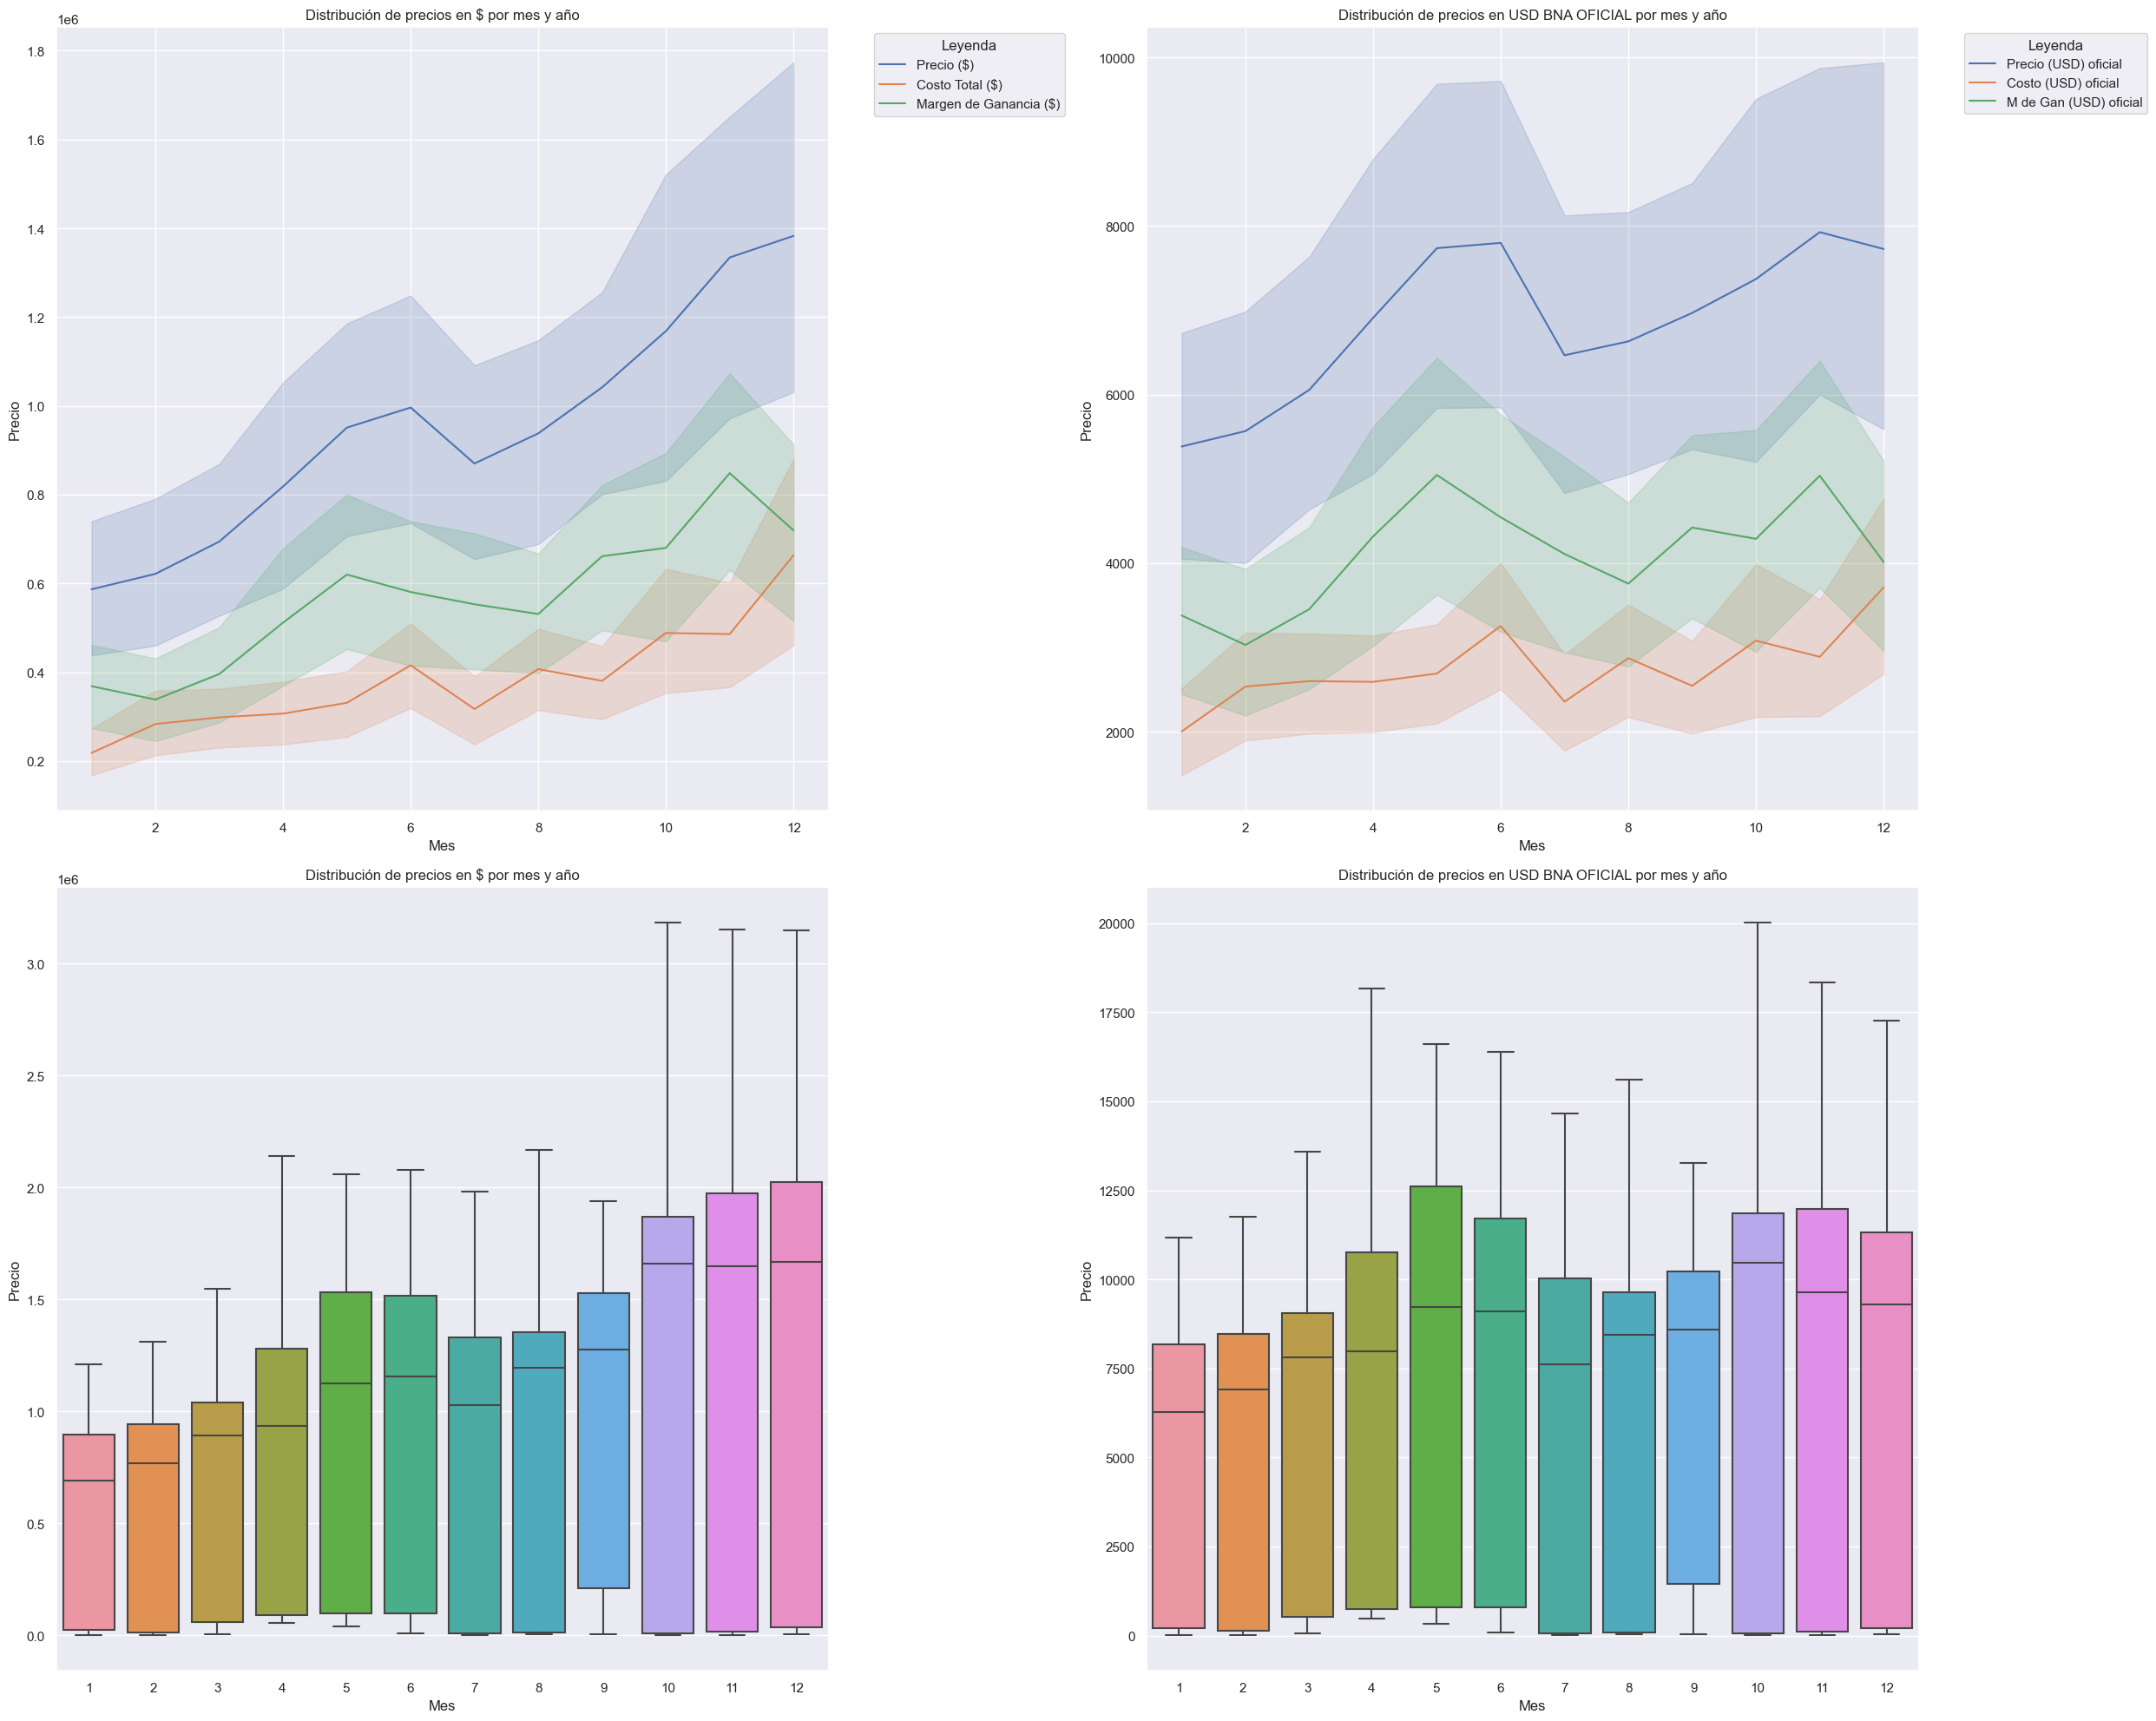 Distribución de precios en $ por mes y año
1e6
1.8
1.6
1.4
1.2
1.0
0.8
0.6
0.4
0.2
Precio
2 4 6 8 10 12
Mes
Leyenda
Precio ($)
Costo Total ($)
Margen de Ganancia ($)
Distribución de precios en USD BNA OFICIAL por mes y año
10000
8000
6000
4000
2000
Precio
2 4 6 8 10 12
Mes
Leyenda
Precio (USD) oficial
Costo (USD) oficial
M de Gan (USD) oficial
Distribución de precios en $ por mes y año
1e6
3.0
2.5
2.0
1.5
1.0
0.5
0.0
Precio
1 2 3 4 5 6 7 8 9 10 11 12
Mes
Distribución de precios en USD BNA OFICIAL por mes y año
20000
17500
15000
12500
10000
7500
5000
2500
0
Precio
1 2 3 4 5 6 7 8 9 10 11 12
Mes